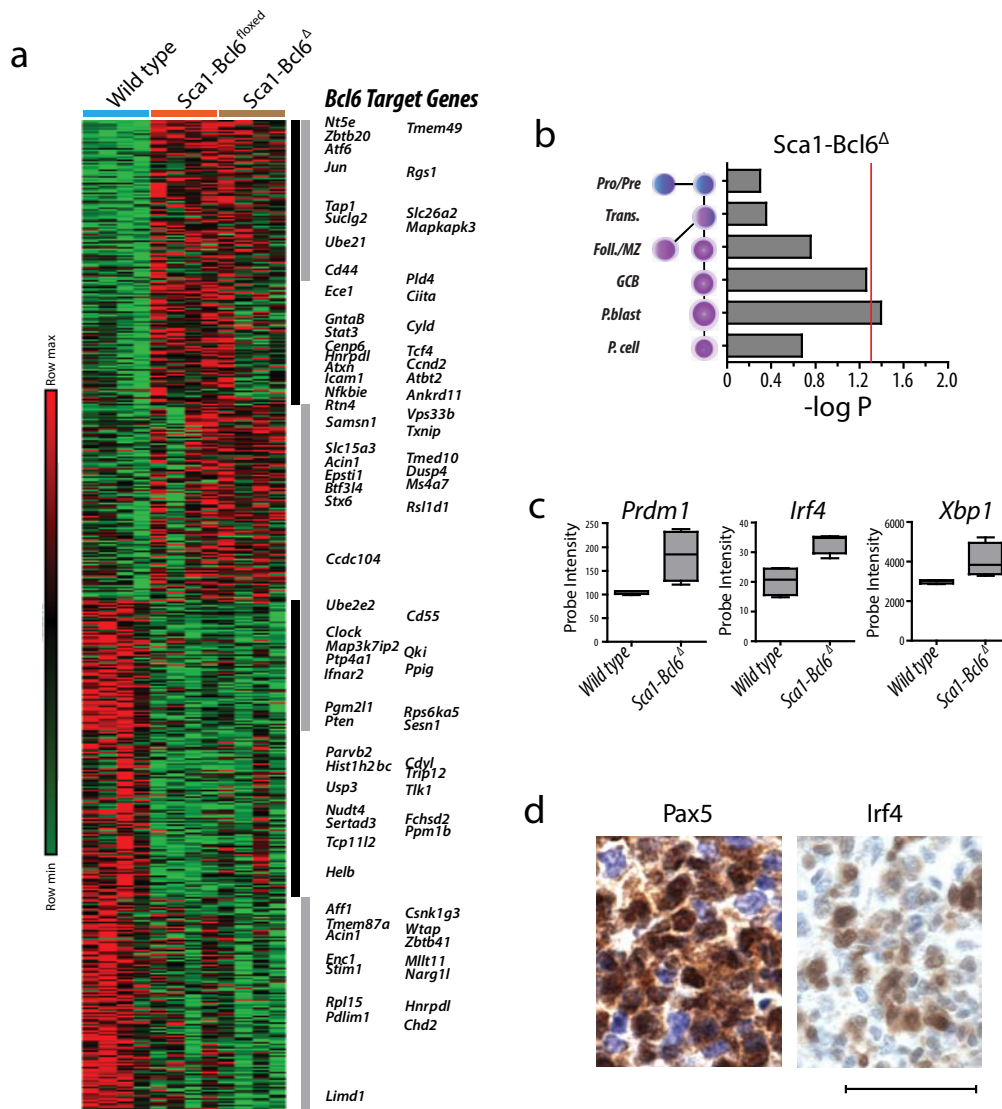 a
Wild type
Sca1-Bcl6floxed
Sca1-Bcl6Δ
Bcl6 Target Genes
Nt5e
Zbtb20
Atf6
Jun
Tap1
Suclg2
Ube21
Cd44
Ece1
GntaB
Stat3
Cenp6
Hnrpdl
Atxn
Icam1
Nfkbie
Rtn4
Samsn1
Slc15a3
Acin1
Epsti1
Btf3l4
Stx6
Ccdc104
Ube2e2
Clock
Map3k7ip2
Ptp4a1
Ifnar2
Pgm2l1
Pten
Parvb2
Hist1h2bc
Usp3
Nudt4
Sertad3
Tcp11l2
Helb
Aff1
Tmem87a
Acin1
Enc1
Stim1
Rpl15
Pdlim1
Limd1
Tmem49
Rgs1
Slc26a2
Mapkapk3
Pld4
Ciita
Cyld
Tcf4
Ccnd2
Atbt2
Ankrd11
Vps33b
Txnip
Tmed10
Dusp4
Ms4a7
Rsl1d1
Cd55
Qki
Ppig
Rps6ka5
Sesn1
Cdyl
Trip12
Tlk1
Fchsd2
Ppm1b
Csnk1g3
Wtap
Zbtb41
Mllt11
Narg1l
Hnrpdl
Chd2
Row max
Row min
b
Sca1-Bcl6Δ
Pro/Pre
Trans.
Foll./MZ
GCB
P.blast
P. cell
0 0.4 0.8 1.2 1.6 2.0
-log P
c
Prdm1
Probe Intensity
250
200
150
100
50
0
Wild type
Sca1-Bcl6Δ
Irf4
Probe Intensity
40
30
20
10
0
Wild type
Sca1-Bcl6Δ
Xbp1
Probe Intensity
6000
4000
2000
0
Wild type
Sca1-Bcl6Δ
d
Pax5
Irf4